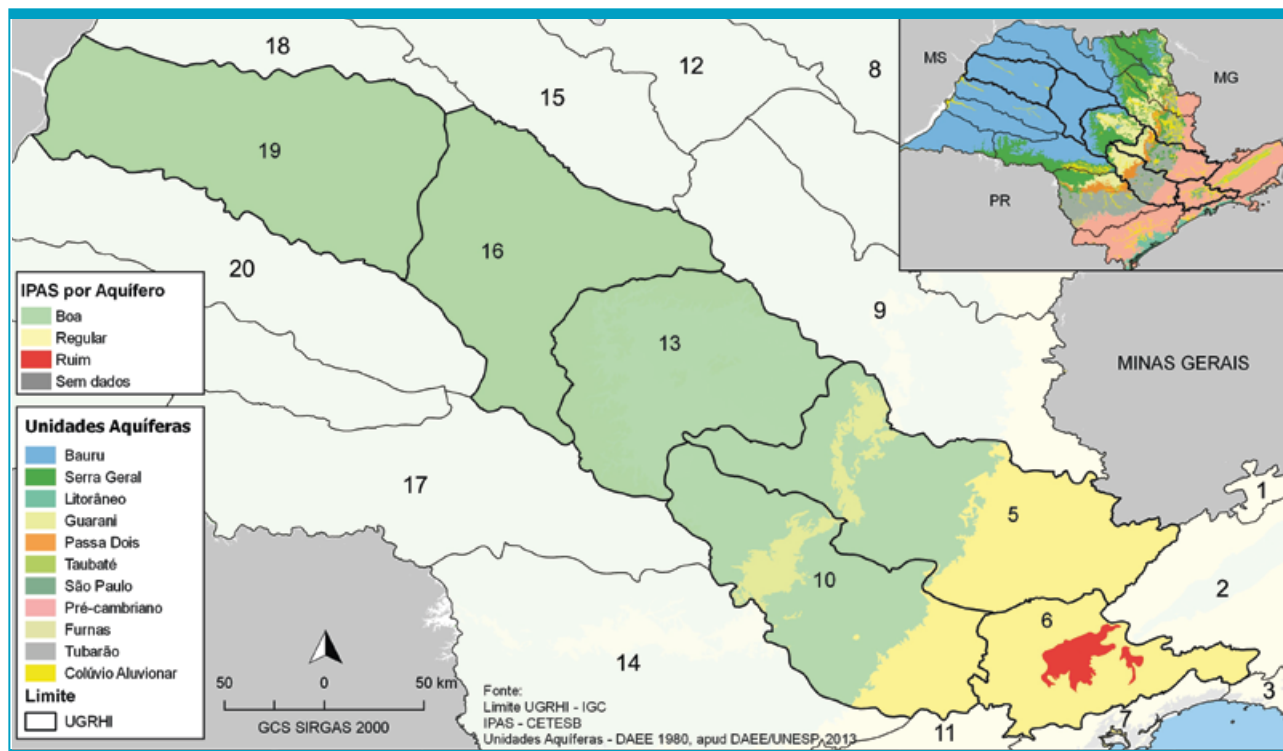 18
12
8
15
19
16
20
9
13
17
5
10
6
14
11
7
1
2
3
MINAS GERAIS
MS
MG
PR
IPAS por Aquífero
Boa
Regular
Ruim
Sem dados
Unidades Aquíferas
Bauru
Serra Geral
Litorâneo
Guarani
Passa Dois
Taubaté
São Paulo
Pré-cambriano
Furnas
Tubarão
Colúvio Aluvionar
Limite
UGRHI
50 0 50 km
GCS SIRGAS 2000
Fonte:
Limite UGRHI - IGC
IPAS - CETESB
Unidades Aquíferas - DAEE 1980, apud DAEE/UNESP, 2013